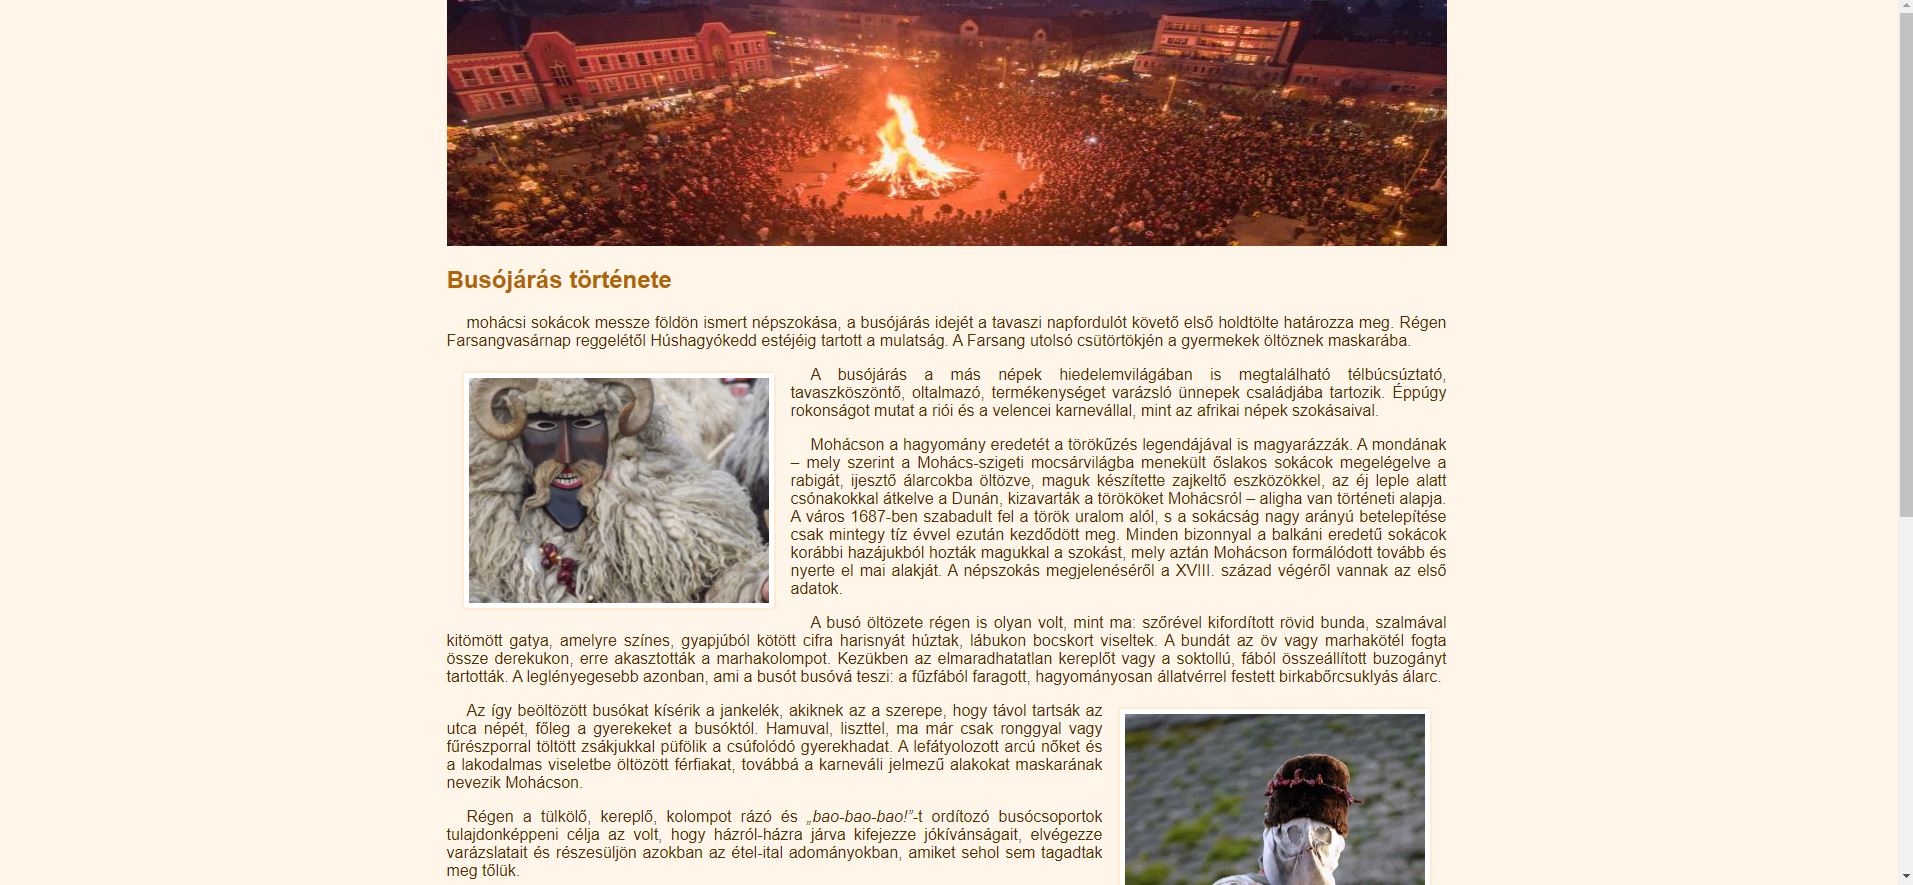 Busójárás története
mohácsi sokácok messze földön ismert népszokása, a busójárás idejét a tavaszi napfordulót követő első holdtölte határozza meg. Régen
Farsangvasárnap reggelétől Húshagyókedd estéjéig tartott a mulatság. A Farsang utolsó csütörtökjén a gyermekek öltöznek maskarába.
A busójárás a más népek hiedelemvilágában is megtalálható télbúcsúztató,
tavaszköszöntő, oltalmazó, termékenységet varázsló ünnepek családjába tartozik. Éppúgy
rokonságot mutat a riói és a velencei karnevállal, mint az afrikai népek szokásaival.
Mohácson a hagyomány eredetét a törökűzés legendájával is magyarázzák. A mondának
– mely szerint a Mohács-szigeti mocsárvilágba menekült őslakos sokácok megelégelve a
rabigát, ijesztő álarcokba öltözve, maguk készítette zajkeltő eszközökkel, az éj leple alatt
csónakokkal átkelve a Dunán, kizavarták a törököket Mohácsról – aligha van történeti alapja.
A város 1687-ben szabadult fel a török uralom alól, s a sokácság nagy arányú betelepítése
csak mintegy tíz évvel ezután kezdődött meg. Minden bizonnyal a balkáni eredetű sokácok
korábbi hazájukból hozták magukkal a szokást, mely aztán Mohácson formálódott tovább és
nyerte el mai alakját. A népszokás megjelenéséről a XVIII. század végéről vannak az első
adatok.
A busó öltözete régen is olyan volt, mint ma: szőrével kifordított rövid bunda, szalmával
kitömött gatya, amelyre színes, gyapjúból kötött cifra harisnyát húztak, lábukon bocskort viseltek. A bundát az öv vagy marhakötél fogta
össze derekukon, erre akasztották a marhakolompot. Kezükben az elmaradhatatlan kereplőt vagy a soktollú, fából összeállított buzogányt
tartották. A leglényegesebb azonban, ami a busót busóvá teszi: a fűzfából faragott, hagyományosan állatvérrel festett birkabőrcsuklyás álarc.
Az így beöltözött busókat kísérik a jankelék, akiknek az a szerepe, hogy távol tartsák az
utca népét, főleg a gyerekeket a busóktól. Hamuval, liszttel, ma már csak ronggyal vagy
fűrészporral töltött zsákjukkal püfölik a csúfolódó gyerekhadat. A lefátyolozott arcú nőket és
a lakodalmas viseletbe öltözött férfiakat, továbbá a karneváli jelmezű alakokat maskarának
nevezik Mohácson.
Régen a tülkölő, kereplő, kolompot rázó és „bao-bao-bao!”-t ordítozó busócsoportok
tulajdonképpeni célja az volt, hogy házról-házra járva kifejezze jókívánságait, elvégezze
varázslatait és részesüljön azokban az étel-ital adományokban, amiket sehol sem tagadtak
meg tőlük.